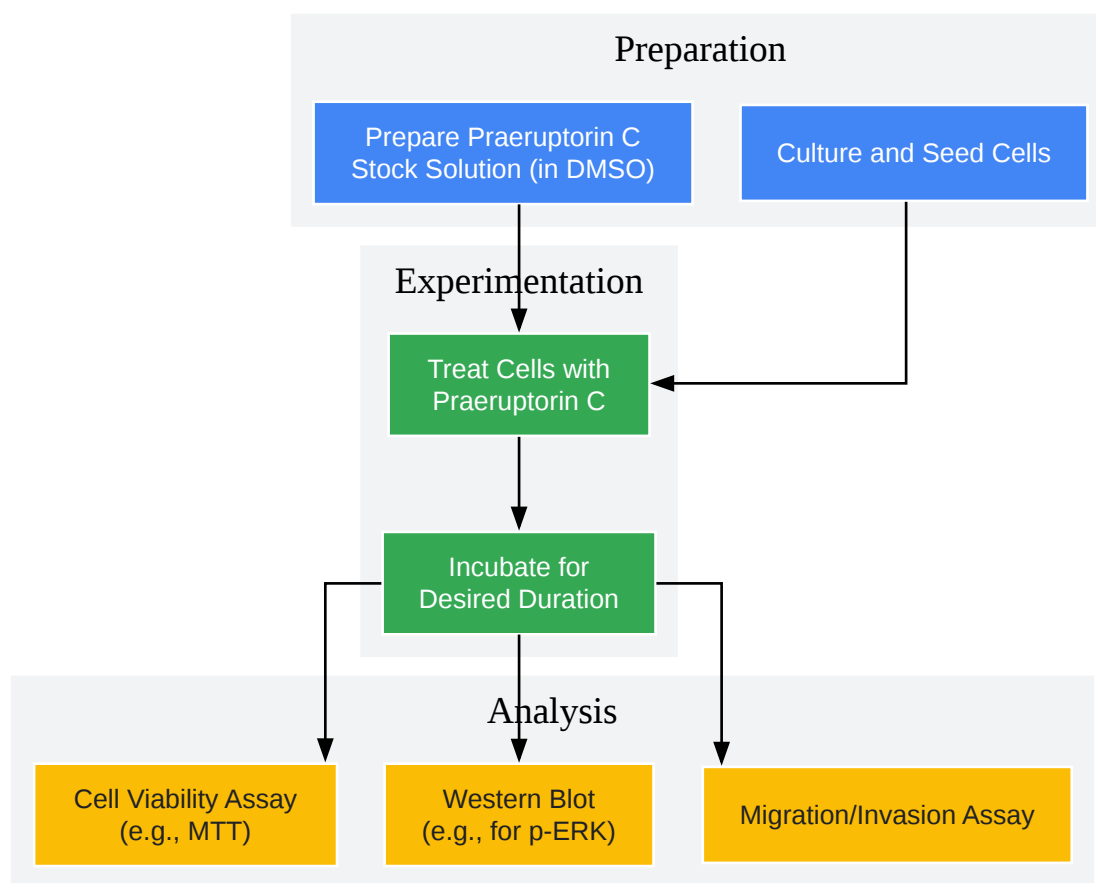 Preparation
Prepare Praeruptorin C
Stock Solution (in DMSO)
Culture and Seed Cells
Experimentation
Treat Cells with
Praeruptorin C
Incubate for
Desired Duration
Analysis
Cell Viability Assay
(e.g., MTT)
Western Blot
(e.g., for p-ERK)
Migration/Invasion Assay